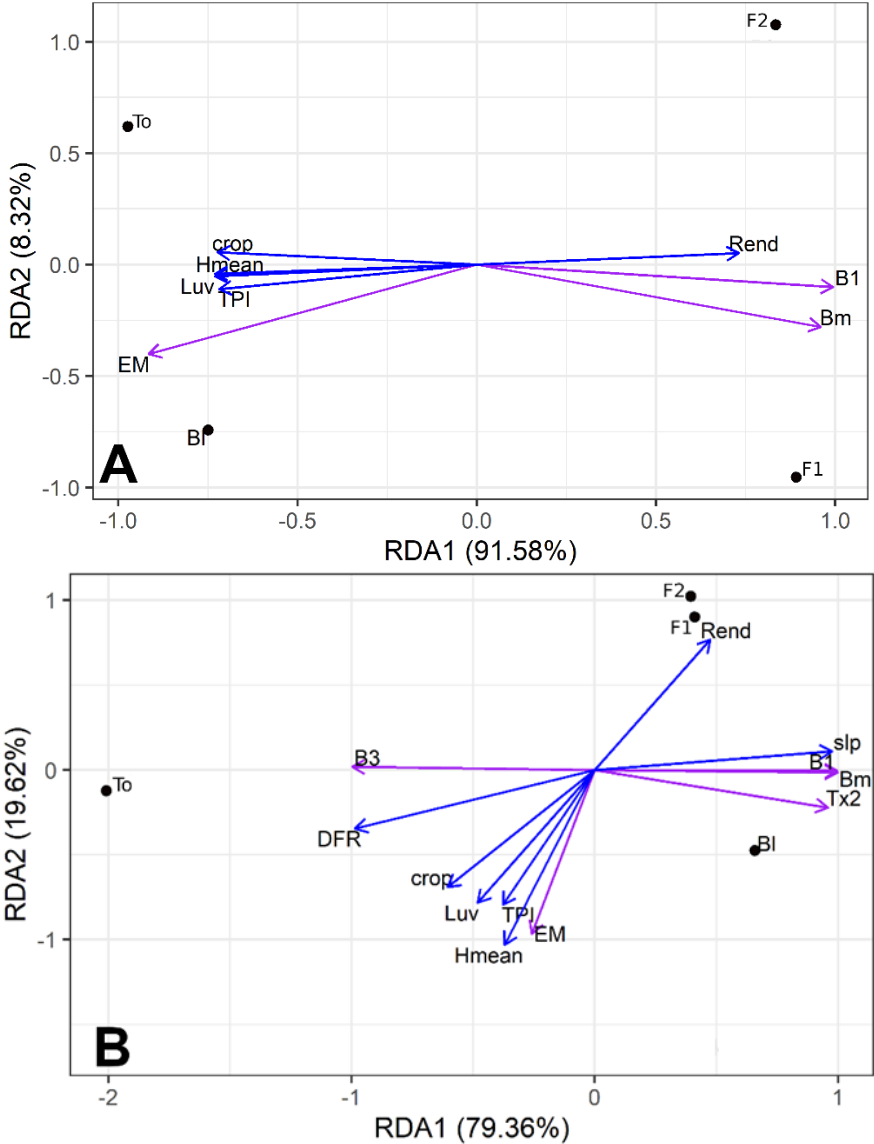 F2
1.0
To
0.5
crop
Rend
0.0
Hmean
B1
Luv
TPI
Bm
EM
-0.5
BI
A
F1
-1.0
-1.0 -0.5 0.0 0.5 1.0
RDA1 (91.58%)
RDA2 (8.32%)
F2
1
F1
Rend
slp
B3
B1
0
Bm
To
Tx2
DFR
BI
crop
Luv
TPI
EM
-1
Hmean
B
-2 -1 0 1
RDA1 (79.36%)
RDA2 (19.62%)